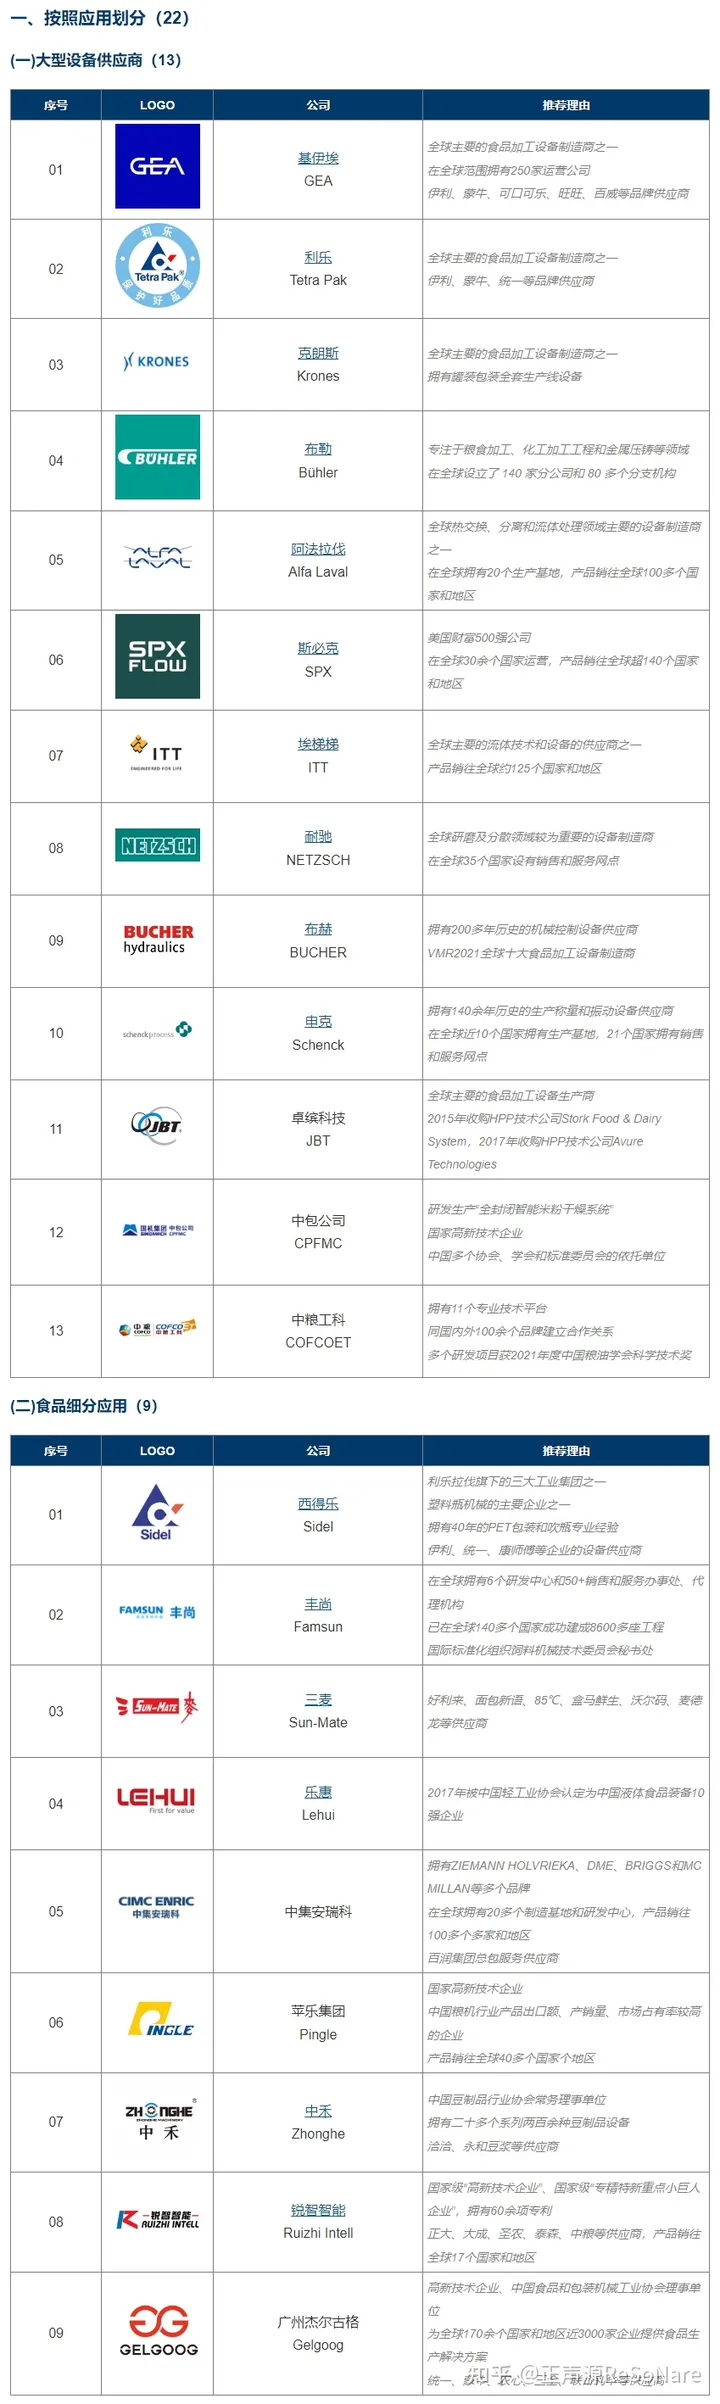 一、按照应用划分（22）
(一)大型设备供应商（13）
序号 LOGO 公司 推荐理由
01
GEA
基伊埃
GEA
全球主要的食品加工设备制造商之一
在全球范围拥有250家运营公司
伊利、蒙牛、可口可乐、旺旺、百威等品牌供应商
02
利乐
Tetra Pak®
保护好品质
利乐
Tetra Pak
全球主要的食品加工设备制造商之一
伊利、蒙牛、统一等品牌供应商
03
KRONES
克朗斯
Krones
全球主要的食品加工设备制造商之一
拥有罐装包装全套生产线设备
04
BÜHLER
布勒
Bühler
专注于粮食加工、化工加工工程和金属压铸等领域
在全球设立了 140 家分公司和 80 多个分支机构
05
ALFA
LAVAL
阿法拉伐
Alfa Laval
全球热交换、分离和流体处理领域主要的设备制造商
之一
在全球拥有20个生产基地，产品销往全球100多个国
家和地区
06
SPX
FLOW
斯必克
SPX
美国财富500强公司
在全球30余个国家运营，产品销往全球超140个国家
和地区
07
ITT
ENGINEERED FOR LIFE
埃梯梯
ITT
全球主要的流体技术和设备的供应商之一
产品销往全球约125个国家和地区
08
NETZSCH
耐驰
NETZSCH
全球研磨及分散领域较为重要的设备制造商
在全球35个国家设有销售和服务网点
09
BUCHER
hydraulics
布赫
BUCHER
拥有200多年历史的机械控制设备供应商
VMR2021全球十大食品加工设备制造商
10
schenckprocess
申克
Schenck
拥有140余年历史的生产称量和振动设备供应商
在全球近10个国家拥有生产基地，21个国家拥有销售
和服务网点
11
JBT
卓缤科技
JBT
全球主要的食品加工设备生产商
2015年收购HPP技术公司Stork Food & Dairy
System，2017年收购HPP技术公司Avure
Technologies
12
国机集团 中包公司
SINOMACH CPFMC
中包公司
CPFMC
研发生产“全封闭智能米粉干燥系统”
国家高新技术企业
中国多个协会、学会和标准委员会的依托单位
13
中粮 COFCO
COFCO 中粮工科
中粮工科
COFCOET
拥有11个专业技术平台
同国内外100余个品牌建立合作关系
多个研发项目获2021年度中国粮油学会科学技术奖
(二)食品细分应用（9）
序号 LOGO 公司 推荐理由
01
Sidel
西得乐
Sidel
利乐拉伐旗下的三大工业集团之一
塑料瓶机械的主要企业之一
拥有40年的PET包装和吹瓶专业经验
伊利、统一、康师傅等企业的设备供应商
02
FAMSUN 丰尚
丰尚
Famsun
在全球拥有6个研发中心和50+销售和服务办事处、代
理机构
已在全球140多个国家成功建成8600多座工程
国际标准化组织饲料机械技术委员会秘书处
03
三 SUN-MATE 麥
三麦
Sun-Mate
好利来、面包新语、85℃、盒马鲜生、沃尔码、麦德
龙等供应商
04
LEHUI
First for value
乐惠
Lehui
2017年被中国轻工业协会认定为中国液体食品装备10
强企业
05
CIMC ENRIC
中集安瑞科
中集安瑞科
拥有ZIEMANN HOLVRIEKA、DME、BRIGGS和MC
MILLAN等多个品牌
在全球拥有20多个制造基地和研发中心，产品销往
100多个多家和地区
百润集团总包服务供应商
06
PINGLE
苹乐集团
Pingle
国家高新技术企业
中国粮机行业产品出口额、产销量、市场占有率较高
的企业
产品销往全球40多个国家个地区
07
ZHONGHE®
ZHONGHE MACHINERY
中禾
中禾
Zhonghe
中国豆制品行业协会常务理事单位
拥有二十多个系列两百余种豆制品设备
洽洽、永和豆浆等供应商
08
锐智智能
RUIZHI INTELL
锐智智能
Ruizhi Intell
国家级“高新技术企业”、国家级“专精特新重点小巨人
企业”，拥有60余项专利
正大、大成、圣农、泰森、中粮等供应商，产品销往
全球17个国家和地区
09
GELGOOG
广州杰尔古格
Gelgoog
高新技术企业、中国食品和包装机械工业协会理事单
位
为全球170余个国家和地区近3000家企业提供食品生
产解决方案
统一、
知乎 @王声源ReSoNare